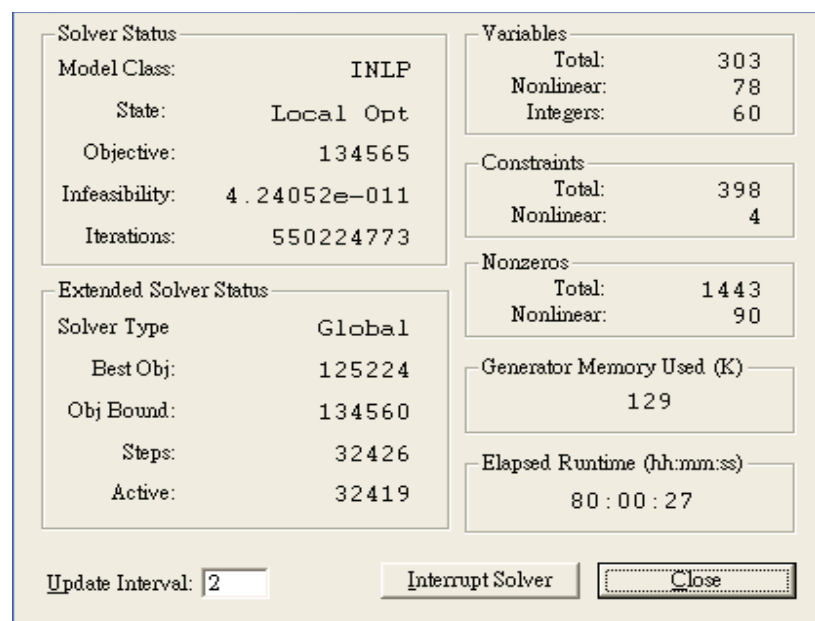 Solver Status
Model Class: INLP
State: Local Opt
Objective: 134565
Infeasibility: 4.24052e-011
Iterations: 550224773
Extended Solver Status
Solver Type Global
Best Obj: 125224
Obj Bound: 134560
Steps: 32426
Active: 32419
Variables
Total: 303
Nonlinear: 78
Integers: 60
Constraints
Total: 398
Nonlinear: 4
Nonzeros
Total: 1443
Nonlinear: 90
Generator Memory Used (K)
129
Elapsed Runtime (hh:mm:ss)
80:00:27
Update Interval: 2
Interrupt Solver
Close